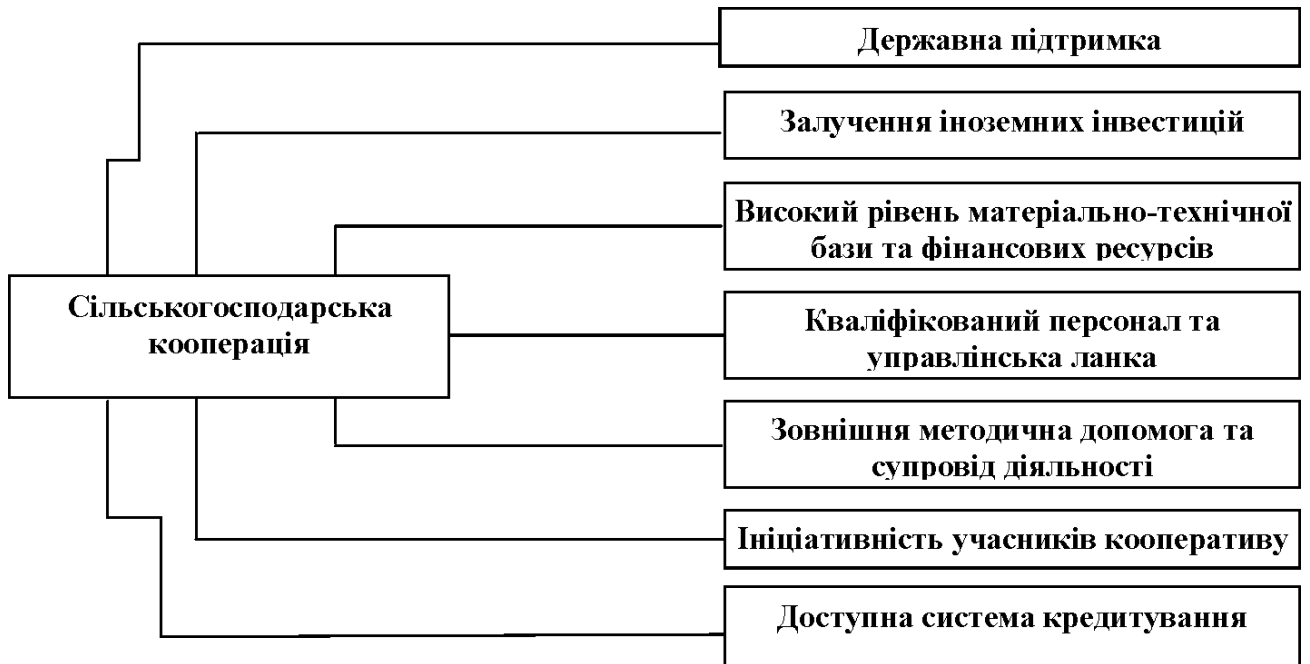 Державна підтримка
Залучення іноземних інвестицій
Високий рівень матеріально-технічної
бази та фінансових ресурсів
Сільськогосподарська
кооперація
Кваліфікований персонал та
управлінська ланка
Зовнішня методична допомога та
супровід діяльності
Ініціативність учасників кооперативу
Доступна система кредитування